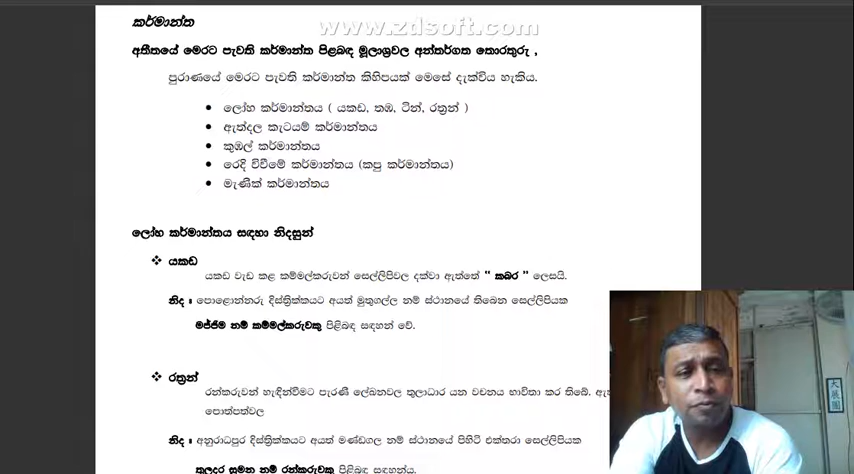 www.zdsoft.com
කර්මාන්ත
අතීතයේ මෙරට පැවති කර්මාන්ත පිළබඳ මූලාශ්‍රවල අන්තර්ගත තොරතුරු ,
පුරාණයේ මෙරට පැවති කර්මාන්ත කිහිපයක් මෙසේ දැක්විය හැකිය.
• ලෝහ කර්මාන්තය ( යකඩ, තඹ, ටින්, රත්‍රන් )
• ඇත්දල කැටයම් කර්මාන්තය
• කුඹල් කර්මාන්තය
• රෙදි විවීමේ කර්මාන්තය (කපු කර්මාන්තය)
• මැණික් කර්මාන්තය
ලෝහ කර්මාන්තය සඳහා නිදසුන්
❖ යකඩ
යකඩ වැඩ කළ කම්මල්කරුවන් සෙල්ලිපිවල දක්වා ඇත්තේ “ කබර ” ලෙසයි.
නිද : පොළොන්නරු දිස්ත්‍රික්කයට අයත් මුතුගල්ල නම් ස්ථානයේ තිබෙන සෙල්ලිපියක
මජ්ජිම නම් කම්මල්කරුවකු පිළිබඳ සඳහන් වේ.
❖ රත්‍රන්
රන්කරුවන් හැඳින්වීමට පැරණි ලේඛනවල තුලාධාර යන වචනය භාවිතා කර තිබේ.
පොත්පත්වල
නිද : අනුරාධපුර දිස්ත්‍රික්කයට අයත් මණ්ඩගල නම් ස්ථානයේ පිහිටි එක්තරා සෙල්ලිපියක
තුලදර සුමන නම් රන්කරුවකු පිළිබඳ සඳහන්ය.
大展圖